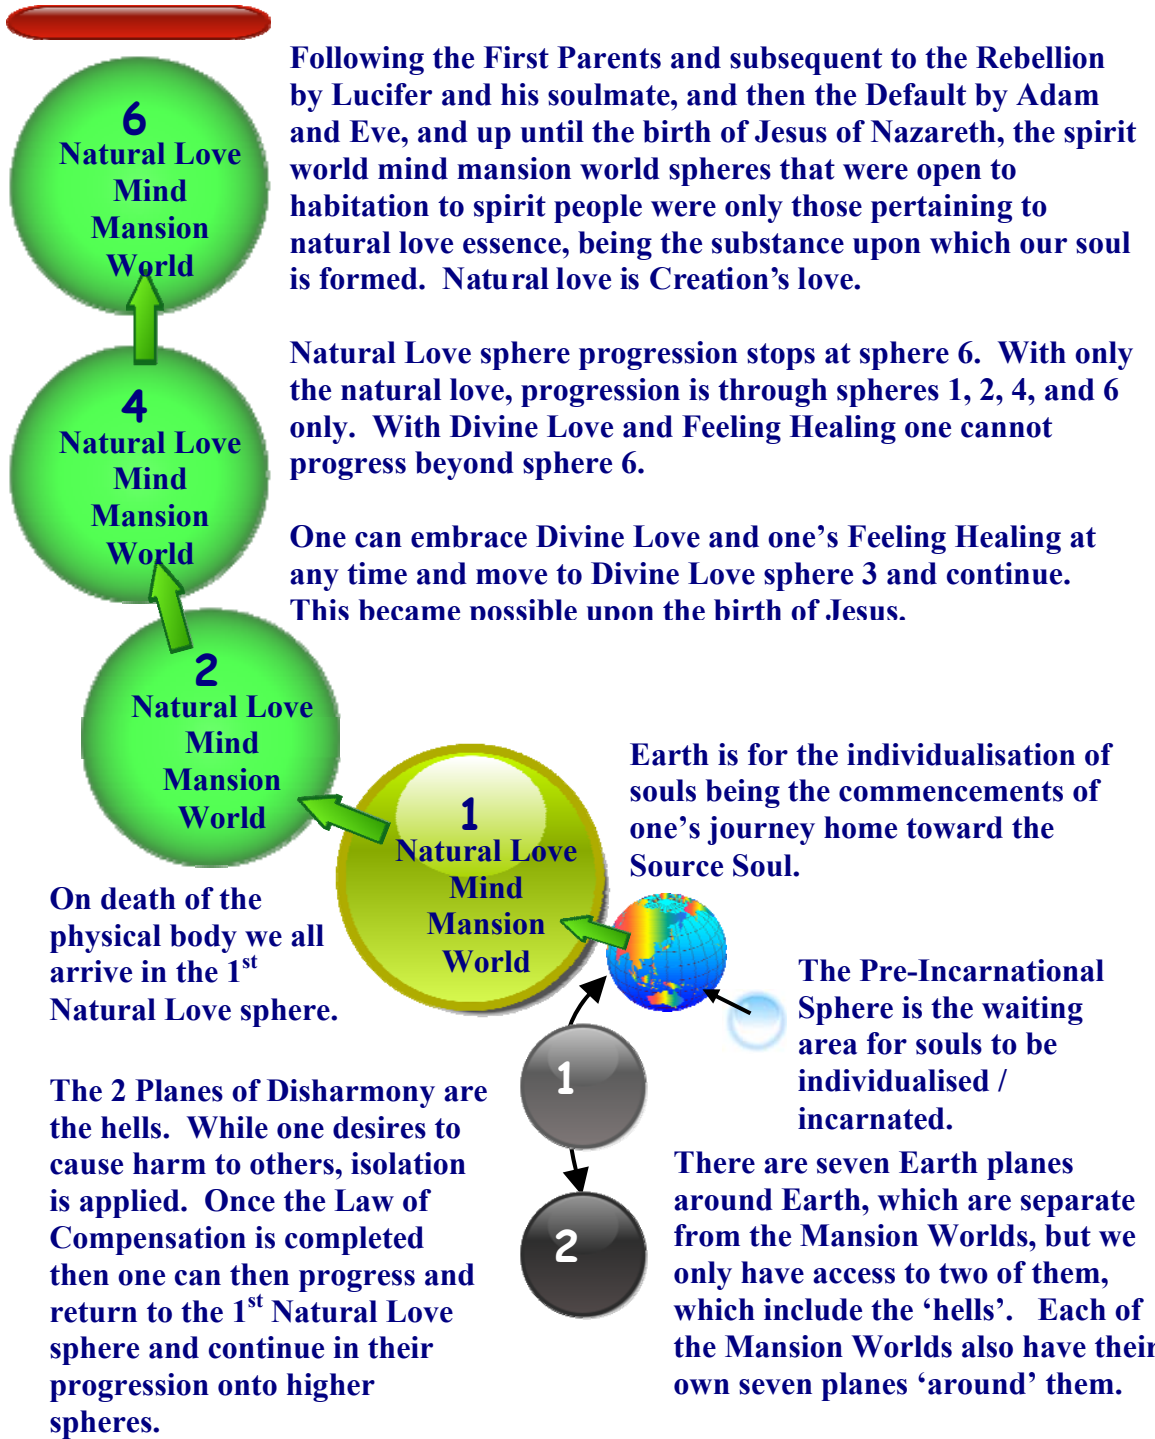 Following the First Parents and subsequent to the Rebellion
by Lucifer and his soulmate, and then the Default by Adam
and Eve, and up until the birth of Jesus of Nazareth, the spirit
world mind mansion world spheres that were open to
habitation to spirit people were only those pertaining to
natural love essence, being the substance upon which our soul
is formed.  Natural love is Creation’s love.
6
Natural Love
Mind
Mansion
World
Natural Love sphere progression stops at sphere 6.  With only
the natural love, progression is through spheres 1, 2, 4, and 6
only.  With Divine Love and Feeling Healing one cannot
progress beyond sphere 6.
4
Natural Love
Mind
Mansion
World
One can embrace Divine Love and one’s Feeling Healing at
any time and move to Divine Love sphere 3 and continue.
This became possible upon the birth of Jesus.
2
Natural Love
Mind
Mansion
World
1
Natural Love
Mind
Mansion
World
Earth is for the individualisation of
souls being the commencements of
one’s journey home toward the
Source Soul.
On death of the
physical body we all
arrive in the 1st
Natural Love sphere.
The Pre-Incarnational
Sphere is the waiting
area for souls to be
individualised /
incarnated.
1
2
The 2 Planes of Disharmony are
the hells.  While one desires to
cause harm to others, isolation
is applied.  Once the Law of
Compensation is completed
then one can then progress and
return to the 1st Natural Love
sphere and continue in their
progression onto higher
spheres.
There are seven Earth planes
around Earth, which are separate
from the Mansion Worlds, but we
only have access to two of them,
which include the ‘hells’.   Each of
the Mansion Worlds also have their
own seven planes ‘around’ them.